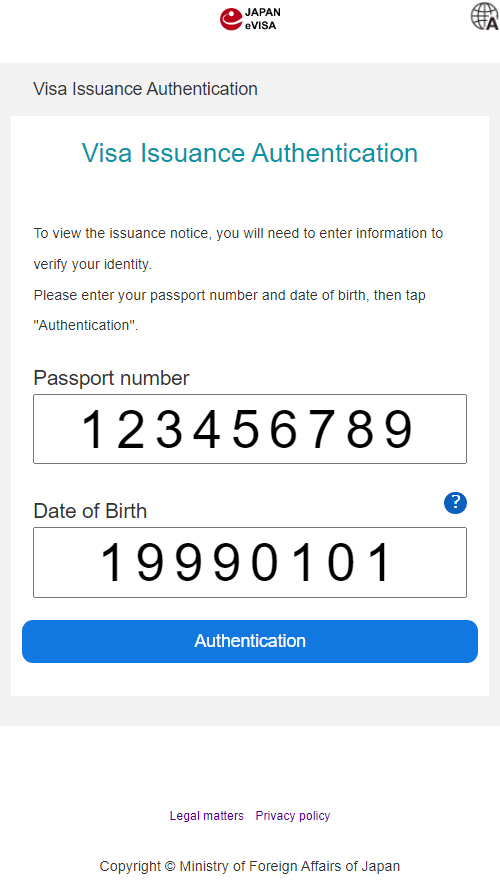 JAPAN
eVISA
A
Visa Issuance Authentication
Visa Issuance Authentication
To view the issuance notice, you will need to enter information to
verify your identity.
Please enter your passport number and date of birth, then tap
"Authentication".
Passport number
123456789
Date of Birth
?
19990101
Authentication
Legal matters Privacy policy
Copyright © Ministry of Foreign Affairs of Japan